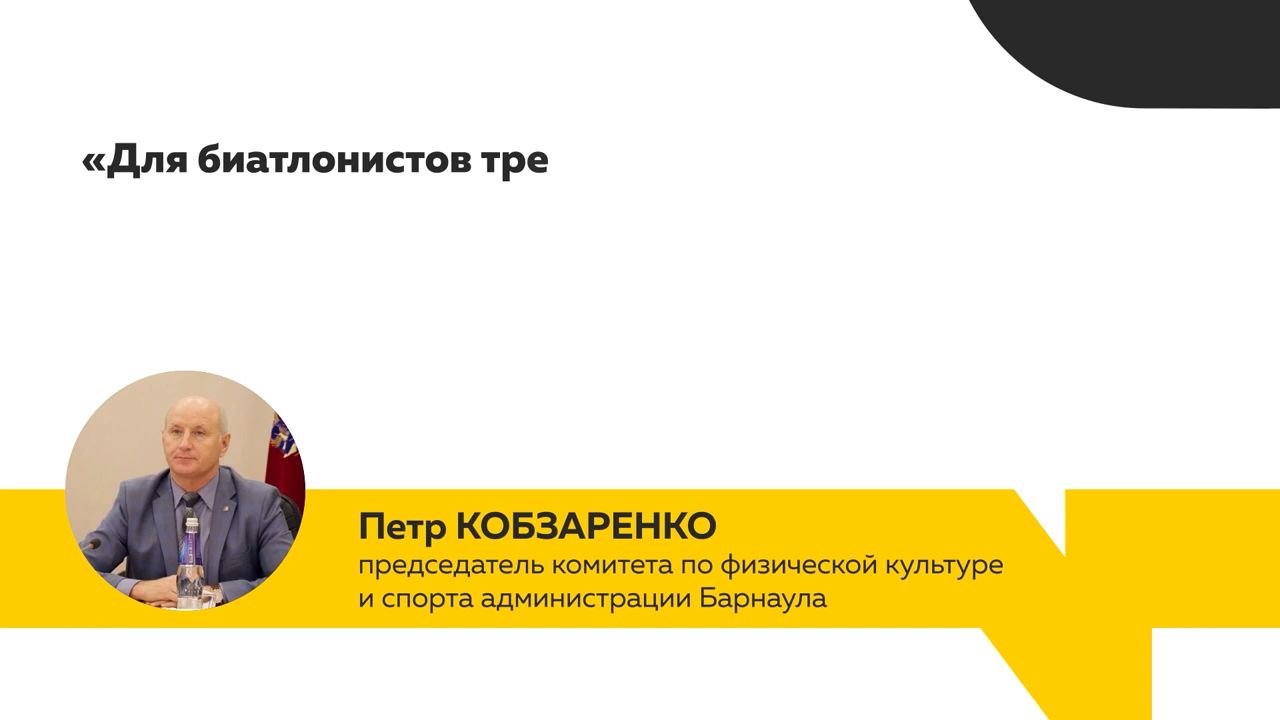 «Для биатлонистов тре
Петр КОБЗАРЕНКО
председатель комитета по физической культуре
и спорта администрации Барнаула